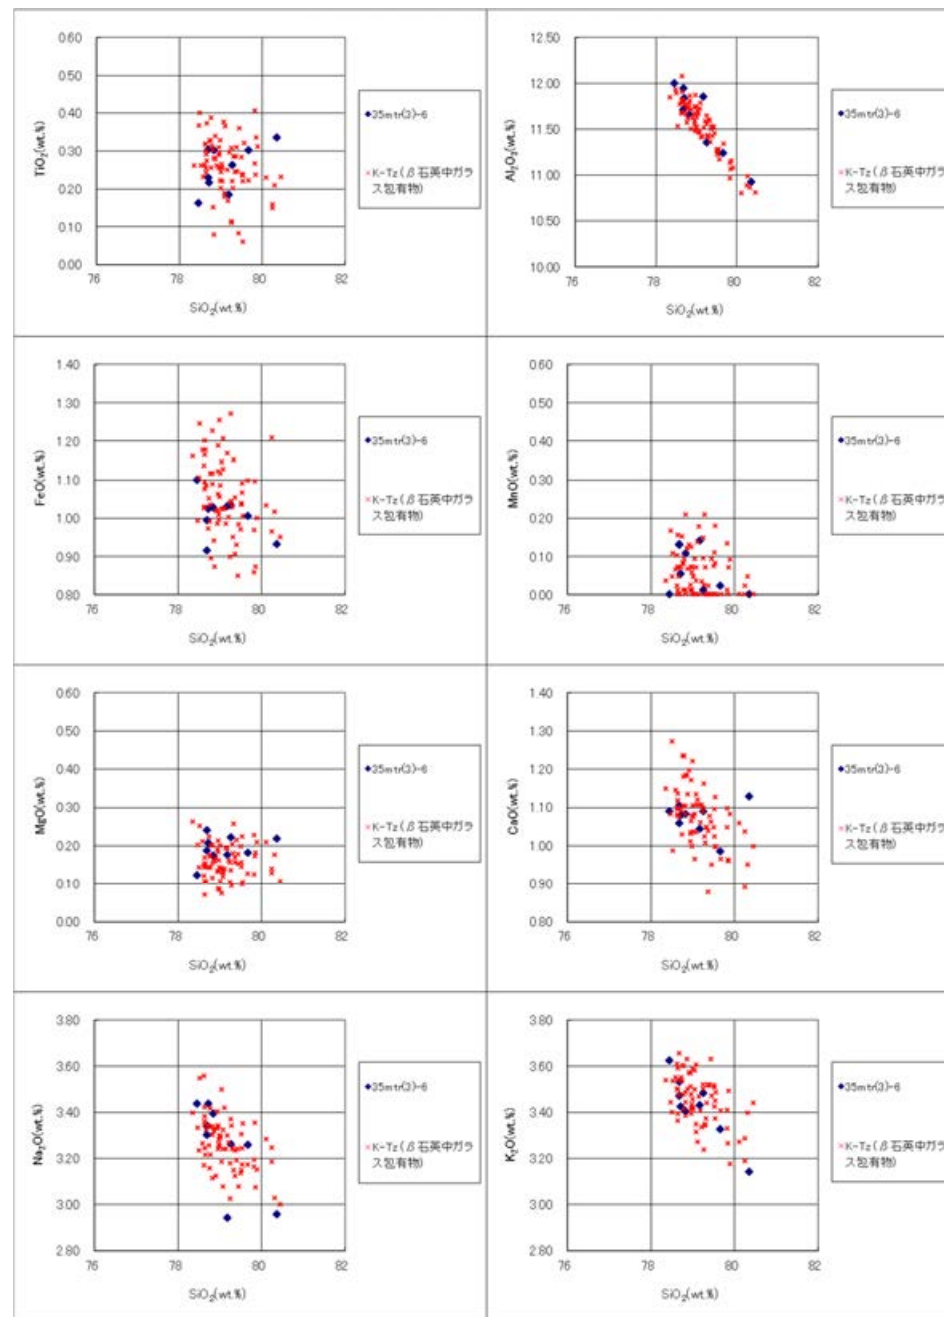 0.60
0.50
0.40
0.30
0.20
0.10
0.00
TiO2(wt.%)
76
78
80
82
SiO2(wt.%)
35mtr(3)-6
K-Tz(β石英中ガラ
ス包有物)
12.50
12.00
11.50
11.00
10.50
10.00
Al2O3(wt.%)
76
78
80
82
SiO2(wt.%)
35mtr(3)-6
K-Tz(β石英中ガラ
ス包有物)
1.40
1.30
1.20
1.10
1.00
0.90
0.80
FeO(wt.%)
76
78
80
82
SiO2(wt.%)
35mtr(3)-6
K-Tz(β石英中ガラ
ス包有物)
0.60
0.50
0.40
0.30
0.20
0.10
0.00
MnO(wt.%)
76
78
80
82
SiO2(wt.%)
35mtr(3)-6
K-Tz(β石英中ガラ
ス包有物)
0.60
0.50
0.40
0.30
0.20
0.10
0.00
MgO(wt.%)
76
78
80
82
SiO2(wt.%)
35mtr(3)-6
K-Tz(β石英中ガラ
ス包有物)
1.40
1.30
1.20
1.10
1.00
0.90
0.80
CaO(wt.%)
76
78
80
82
SiO2(wt.%)
35mtr(3)-6
K-Tz(β石英中ガラ
ス包有物)
3.80
3.60
3.40
3.20
3.00
2.80
Na2O(wt.%)
76
78
80
82
SiO2(wt.%)
35mtr(3)-6
K-Tz(β石英中ガラ
ス包有物)
3.80
3.60
3.40
3.20
3.00
2.80
K2O(wt.%)
76
78
80
82
SiO2(wt.%)
35mtr(3)-6
K-Tz(β石英中ガラ
ス包有物)